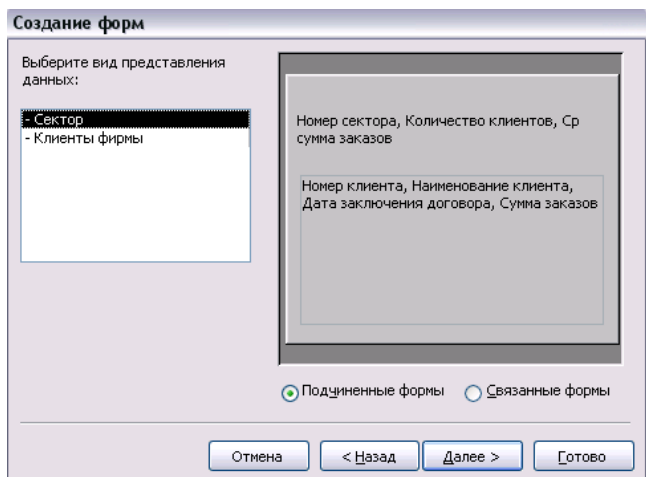 Создание форм
Выберите вид представления
данных:
- Сектор
- Клиенты фирмы
Номер сектора, Количество клиентов, Ср
сумма заказов
Номер клиента, Наименование клиента,
Дата заключения договора, Сумма заказов
Подчиненные формы
Связанные формы
Отмена
< Назад
Далее >
Готово